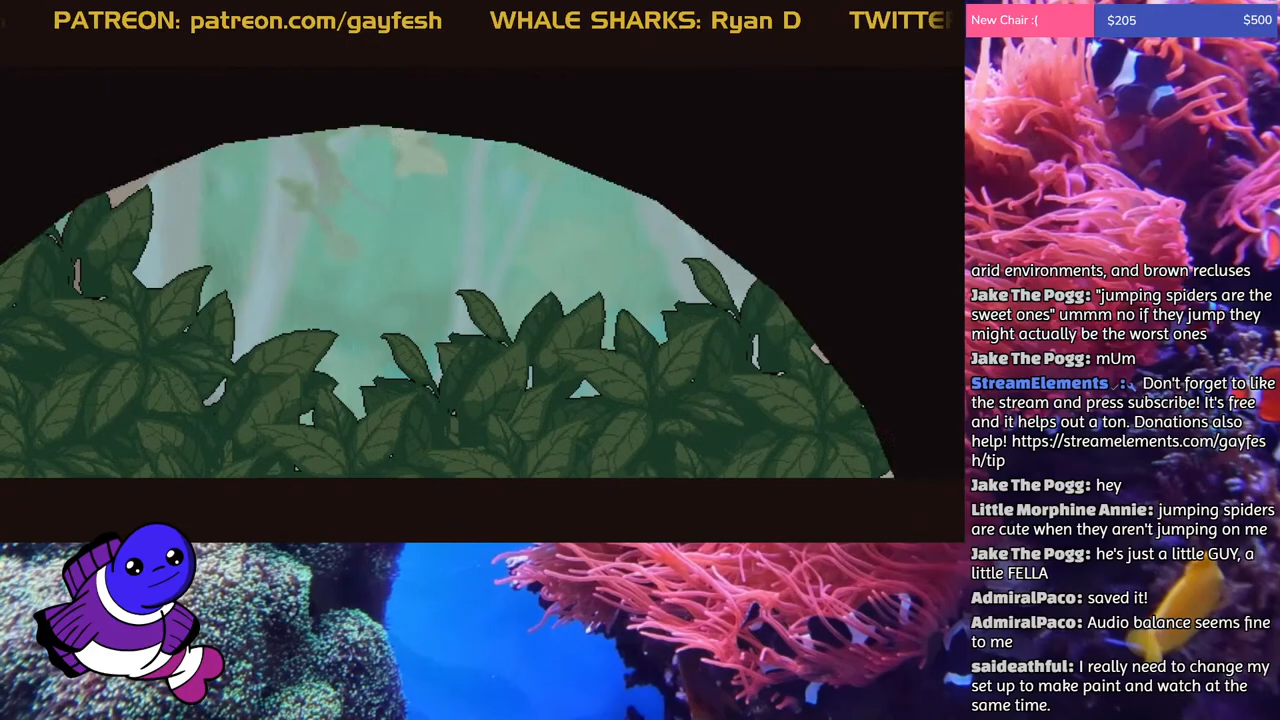 PATREON: patreon.com/gayfesh WHALE SHARKS: Ryan D TWITTE
New Chair :( $205 $500
arid environments, and brown recluses
Jake The Pogg: "jumping spiders are the
sweet ones" ummm no if they jump they
might actually be the worst ones
Jake The Pogg: mUm
StreamElements : Don't forget to like
the stream and press subscribe! It's free
and it helps out a ton. Donations also
help! https://streamelements.com/gayfes
h/tip
Jake The Pogg: hey
Little Morphine Annie: jumping spiders
are cute when they aren't jumping on me
Jake The Pogg: he's just a little GUY, a
little FELLA
AdmiralPaco: saved it!
AdmiralPaco: Audio balance seems fine
to me
saideathful: I really need to change my
set up to make paint and watch at the
same time.